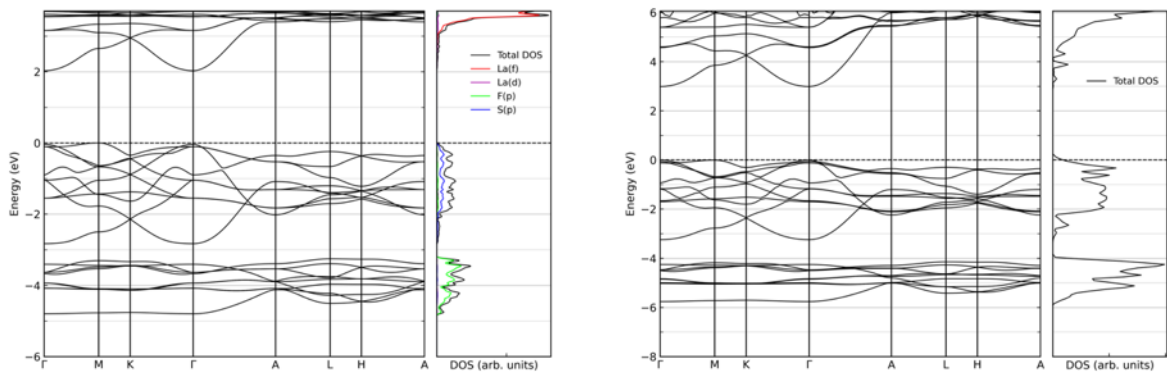 2
0
−2
−4
−6
Energy (eV)
Γ M K Γ A L H A
Total DOS
La(f)
La(d)
F(p)
S(p)
DOS (arb. units)
6
4
2
0
−2
−4
−6
−8
Energy (eV)
Γ M K Γ A L H A
Total DOS
DOS (arb. units)